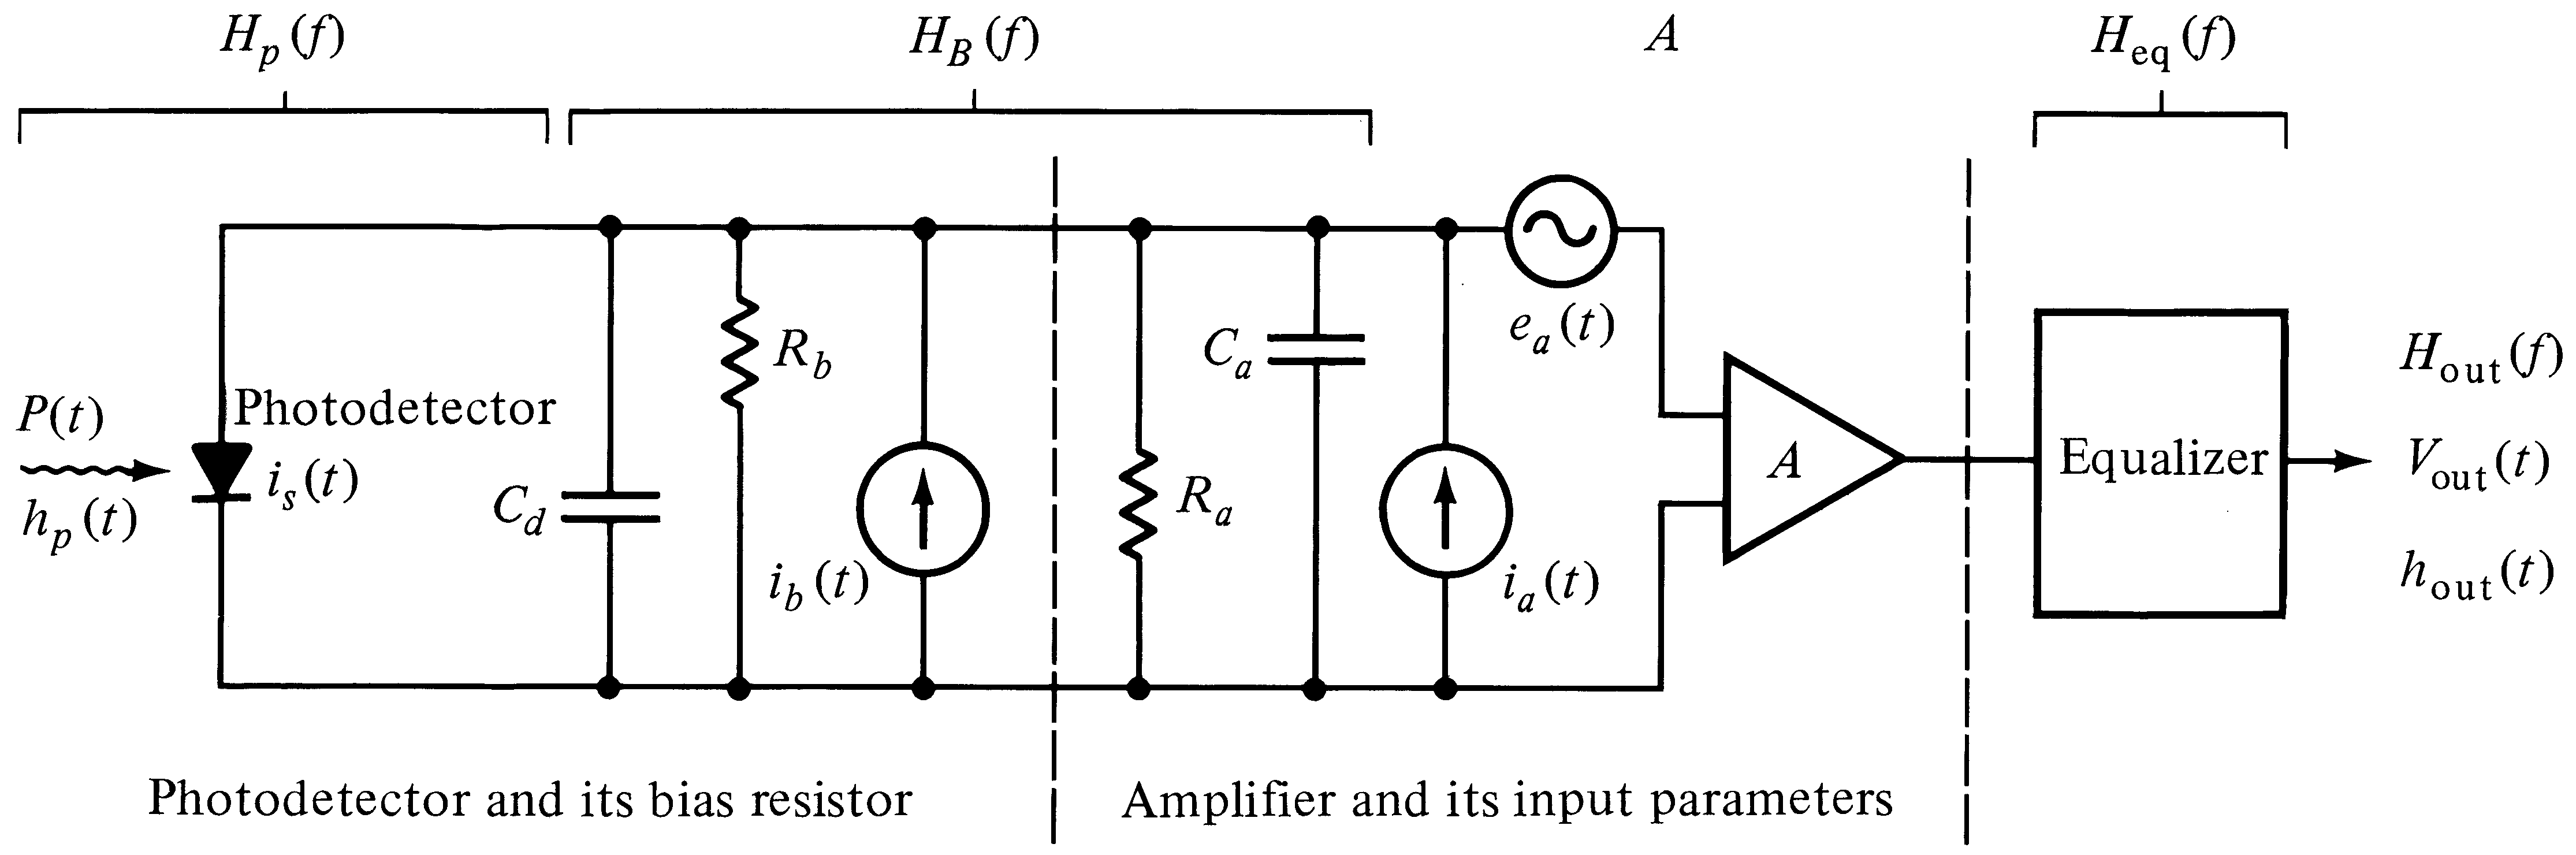 H_p(f)
H_B(f)
A
H_eq(f)
P(t)
h_p(t)
Photodetector
i_s(t)
C_d
R_b
i_b(t)
R_a
C_a
i_a(t)
e_a(t)
A
Equalizer
H_out(f)
V_out(t)
h_out(t)
Photodetector and its bias resistor
Amplifier and its input parameters